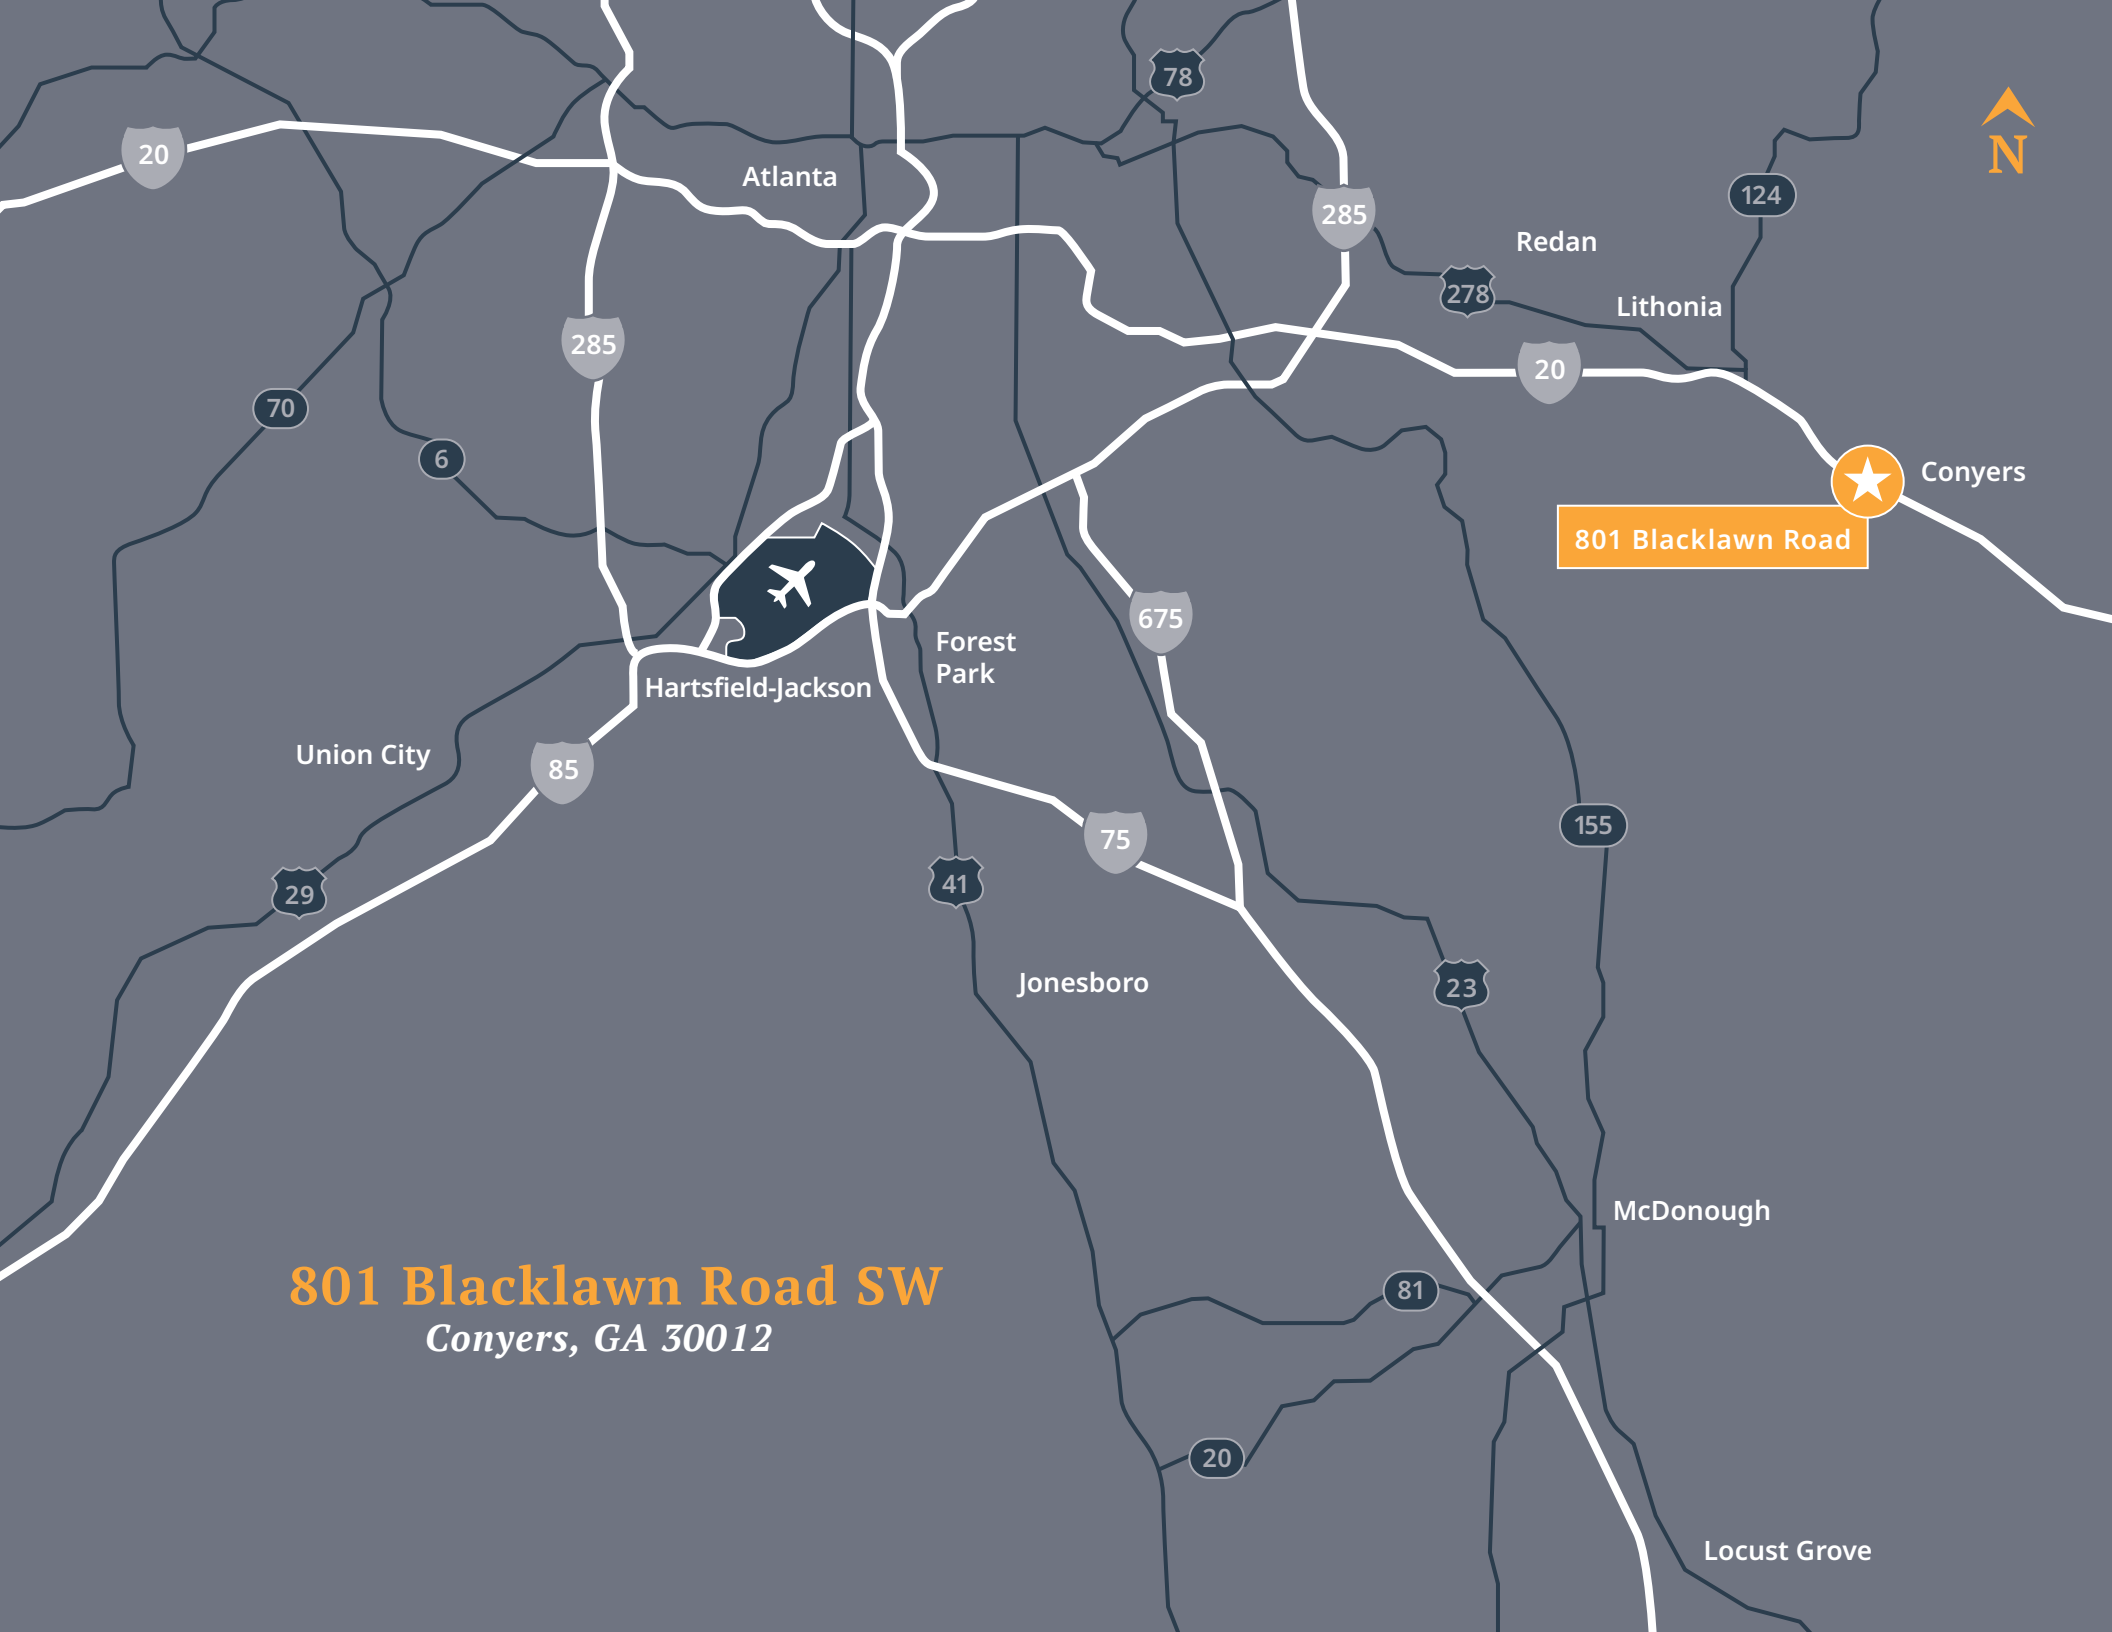 78
20
N
Atlanta
124
285
Redan
278
Lithonia
285
20
70
6
Conyers
801 Blacklawn Road
675
Forest
Park
Hartsfield-Jackson
Union City
85
155
75
41
29
Jonesboro
23
McDonough
801 Blacklawn Road SW
81
Conyers, GA 30012
20
Locust Grove